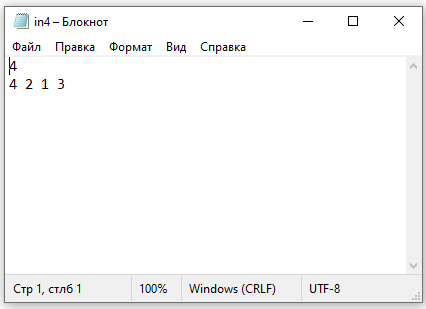 in4 – Блокнот
Файл Правка Формат Вид Справка
4
4 2 1 3
Стр 1, стлб 1 100% Windows (CRLF) UTF-8